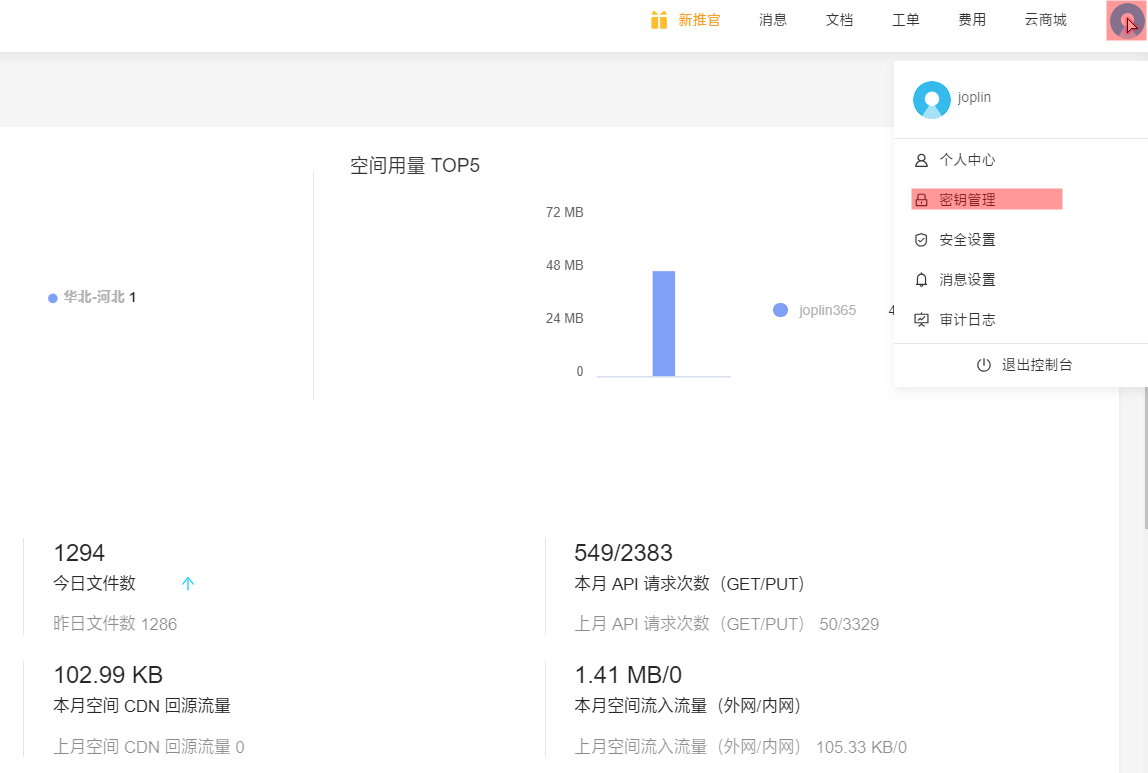 新推官 消息 文档 工单 费用 云商城
joplin
个人中心
密钥管理
安全设置
消息设置
审计日志
退出控制台
空间用量 TOP5
72 MB
48 MB
24 MB
0
华北-河北 1
joplin365 4
1294
今日文件数
昨日文件数 1286
549/2383
本月 API 请求次数（GET/PUT）
上月 API 请求次数（GET/PUT） 50/3329
102.99 KB
本月空间 CDN 回源流量
上月空间 CDN 回源流量 0
1.41 MB/0
本月空间流入流量（外网/内网）
上月空间流入流量（外网/内网） 105.33 KB/0